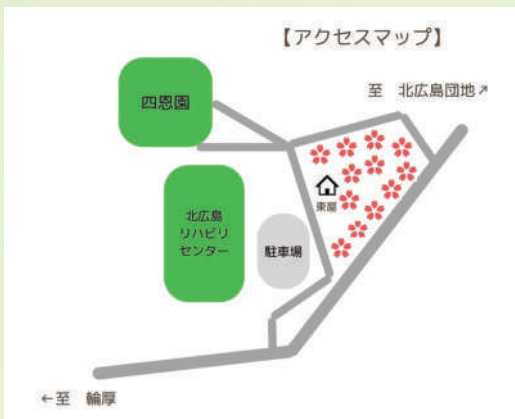 【アクセスマップ】
至　北広島団地↗
四恩園
東屋
北広島
リハビリ
センター
駐車場
←至　輪厚